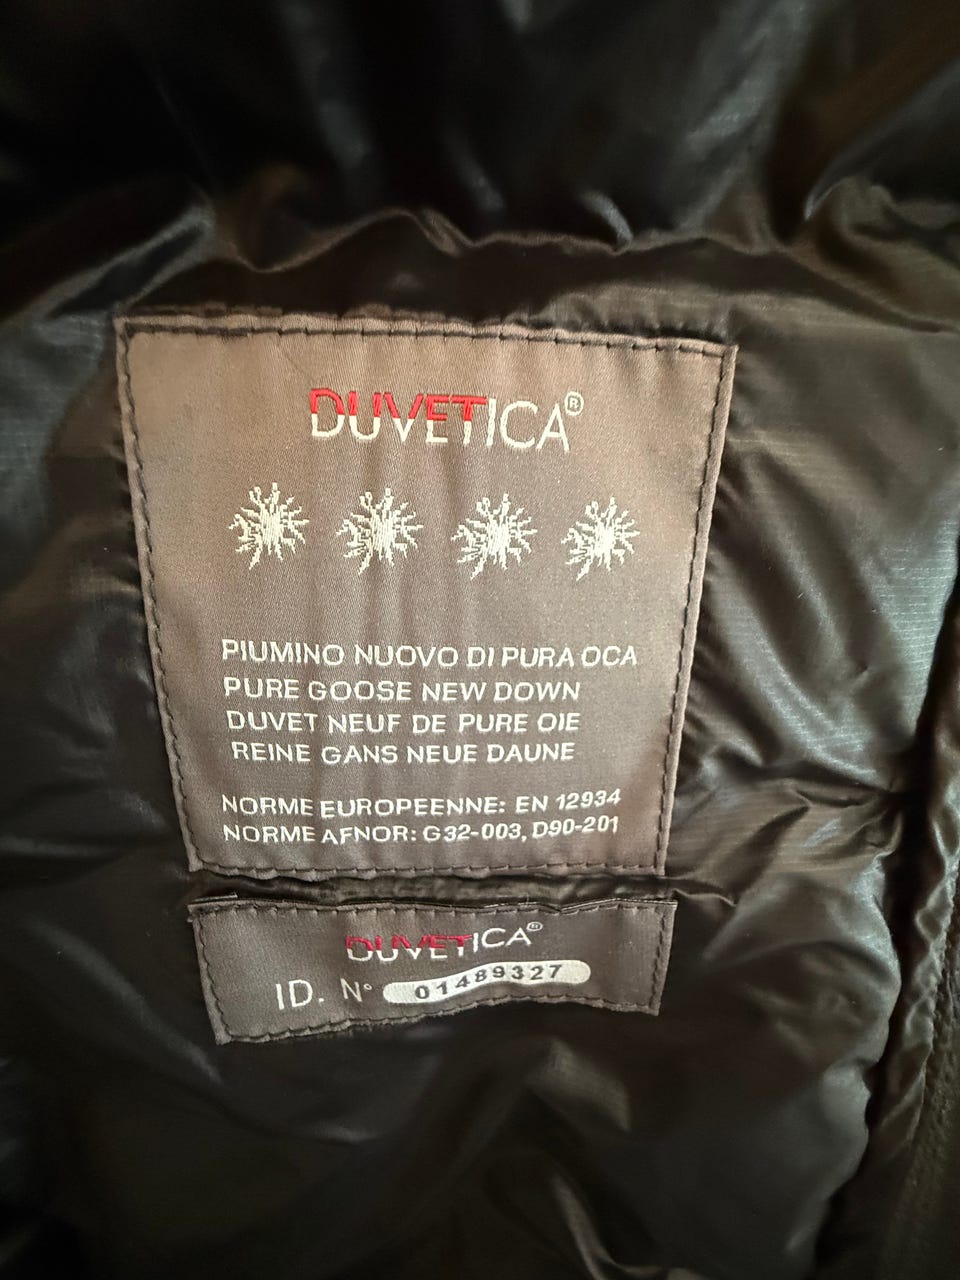 DUVETICA®
PIUMINO NUOVO DI PURA OCA
PURE GOOSE NEW DOWN
DUVET NEUF DE PURE OIE
REINE GANS NEUE DAUNE
NORME EUROPEENNE: EN 12934
NORME AFNOR: G32-003, D90-201
DUVETICA®
ID. N° 01489327